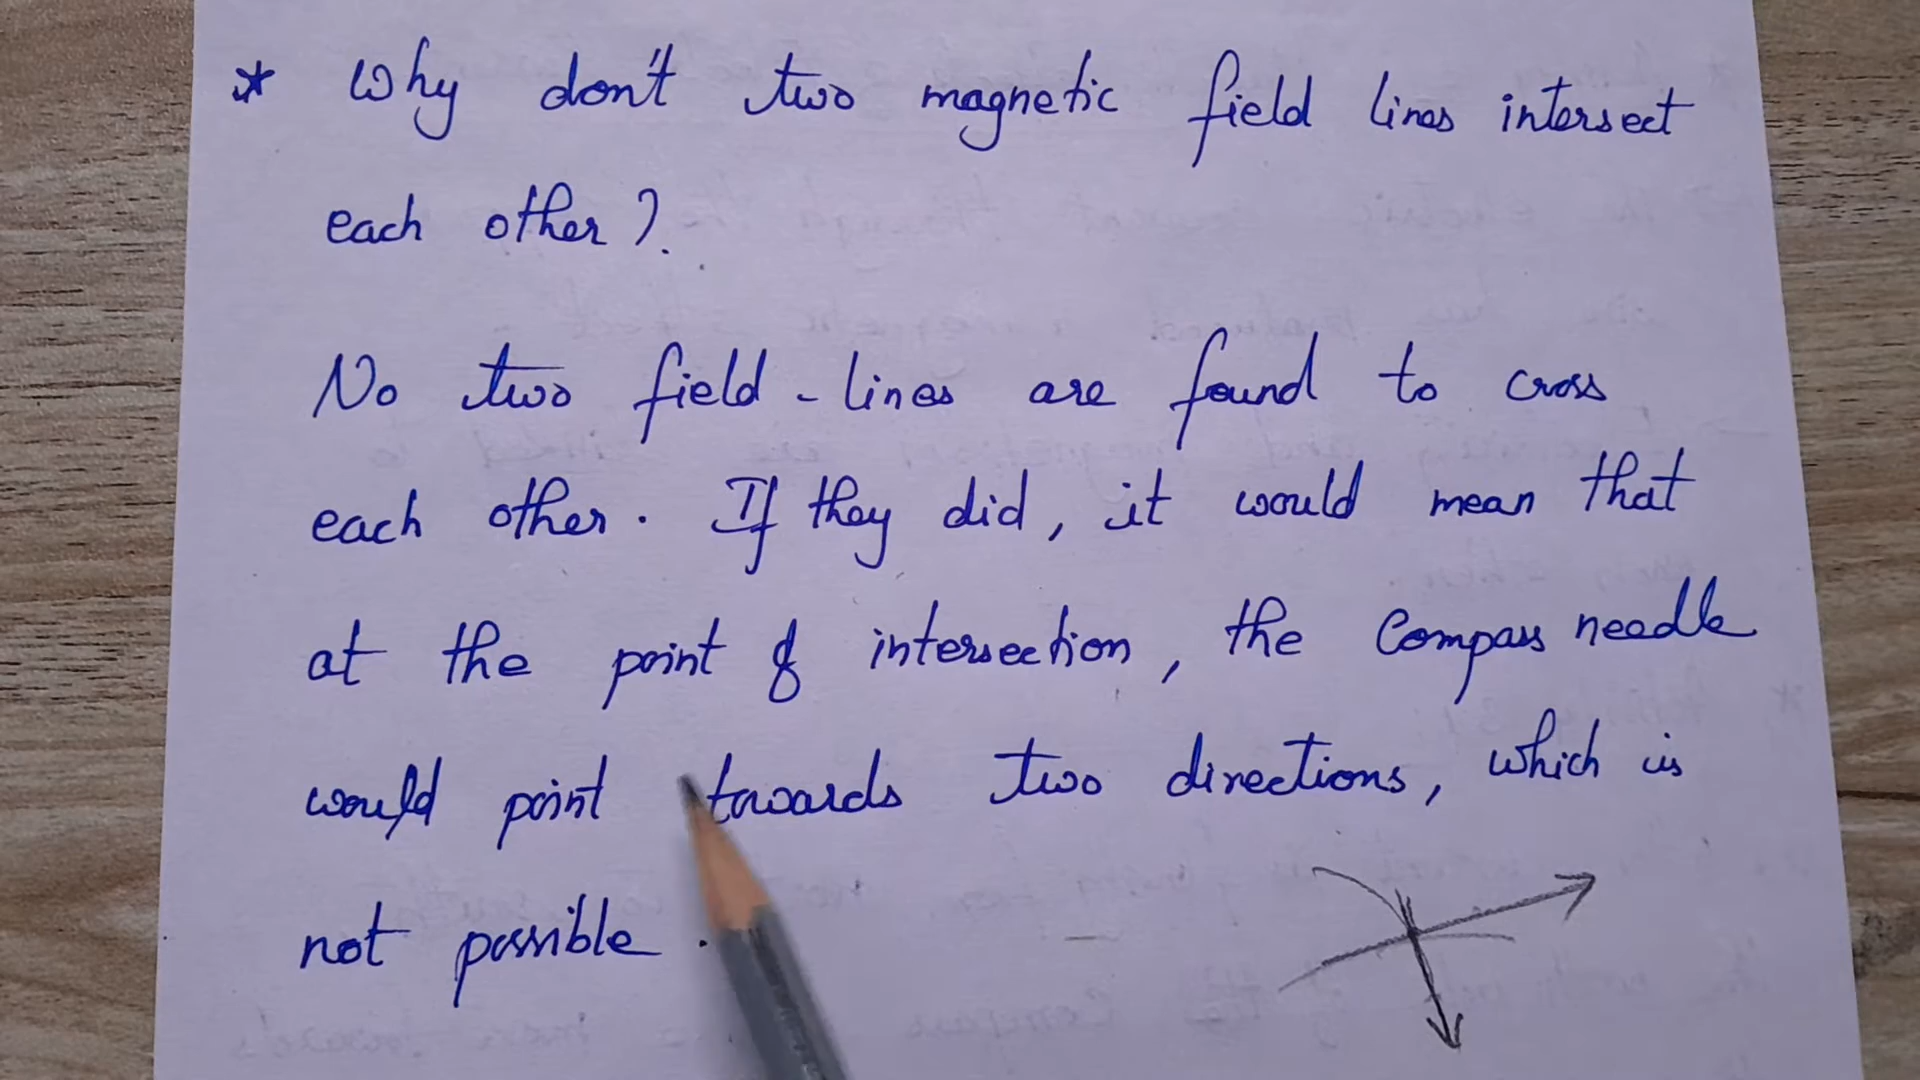 * Why don't two magnetic field lines intersect
each other?
No two field-lines are found to cross
each other. If they did, it would mean that
at the point of intersection, the Compass needle
would point towards two directions, which is
not possible.